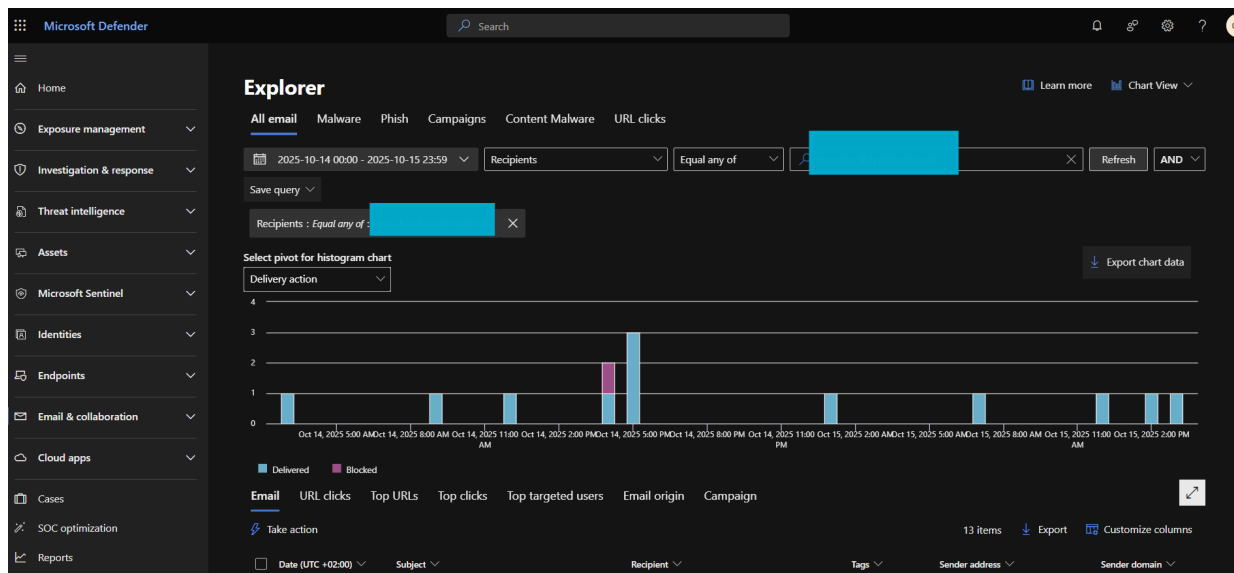 Microsoft Defender
Search
Home
Exposure management
Investigation & response
Threat intelligence
Assets
Microsoft Sentinel
Identities
Endpoints
Email & collaboration
Cloud apps
Cases
SOC optimization
Reports
Explorer
Learn more
Chart View
All email Malware Phish Campaigns Content Malware URL clicks
2025-10-14 00:00 - 2025-10-15 23:59 Recipients Equal any of Refresh AND
Save query
Recipients : Equal any of :
Select pivot for histogram chart
Export chart data
Delivery action
4
3
2
1
0
Oct 14, 2025 5:00 AM Oct 14, 2025 8:00 AM Oct 14, 2025 11:00 AM Oct 14, 2025 2:00 PM Oct 14, 2025 5:00 PM Oct 14, 2025 8:00 PM Oct 14, 2025 11:00 PM Oct 15, 2025 2:00 AM Oct 15, 2025 5:00 AM Oct 15, 2025 8:00 AM Oct 15, 2025 11:00 AM Oct 15, 2025 2:00 PM
Delivered Blocked
Email URL clicks Top URLs Top clicks Top targeted users Email origin Campaign
Take action 13 items Export Customize columns
Date (UTC +02:00) Subject Recipient Tags Sender address Sender domain